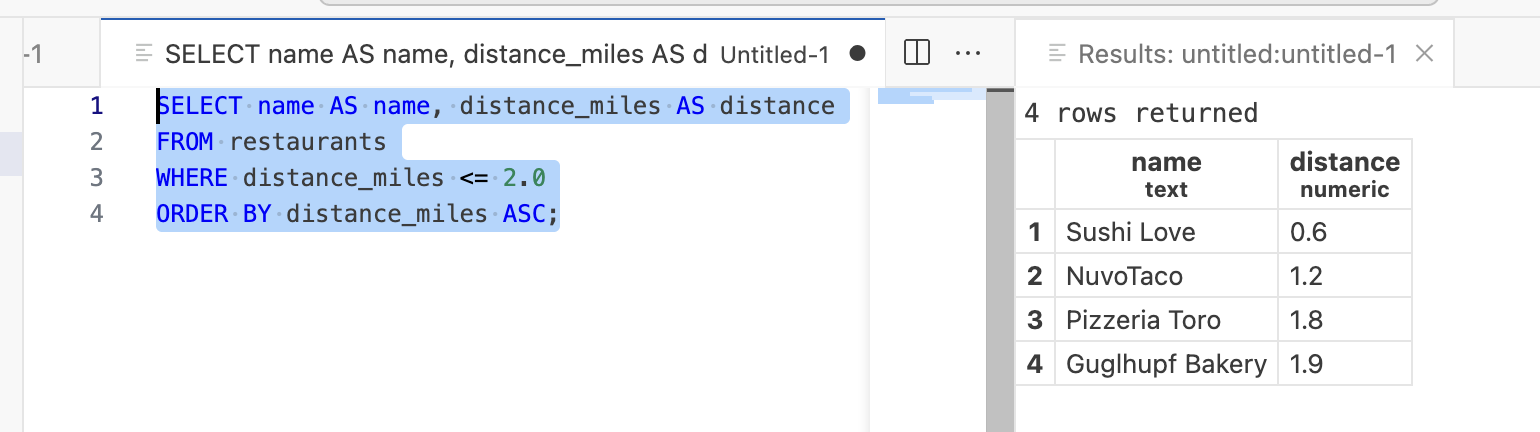 -1
SELECT name AS name, distance_miles AS d Untitled-1
Results: untitled:untitled-1
1 SELECT name AS name, distance_miles AS distance
2 FROM restaurants
3 WHERE distance_miles <= 2.0
4 ORDER BY distance_miles ASC;
4 rows returned
name distance
text numeric
1 Sushi Love 0.6
2 NuvoTaco 1.2
3 Pizzeria Toro 1.8
4 Guglhupf Bakery 1.9